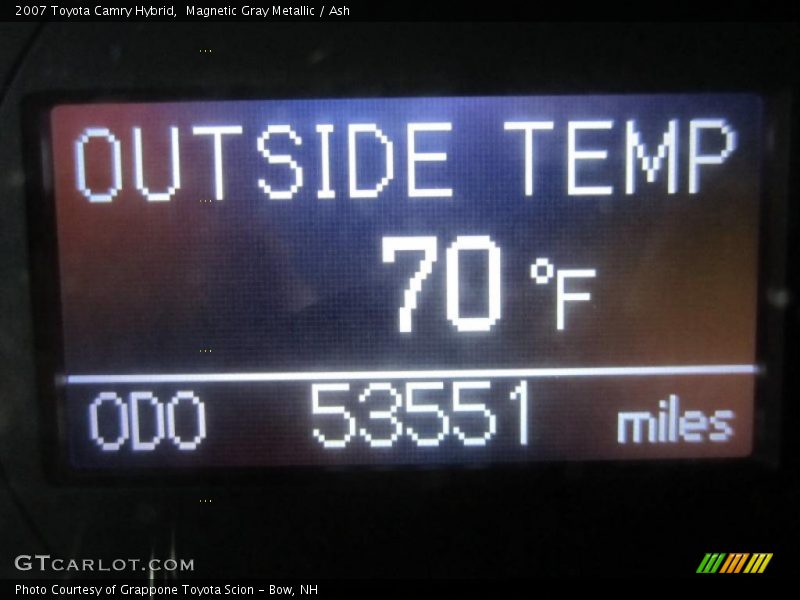 2007 Toyota Camry Hybrid, Magnetic Gray Metallic / Ash
OUTSIDE TEMP
70 °F
ODO 53551 miles
GTCARLOT.COM
Photo Courtesy of Grappone Toyota Scion - Bow, NH